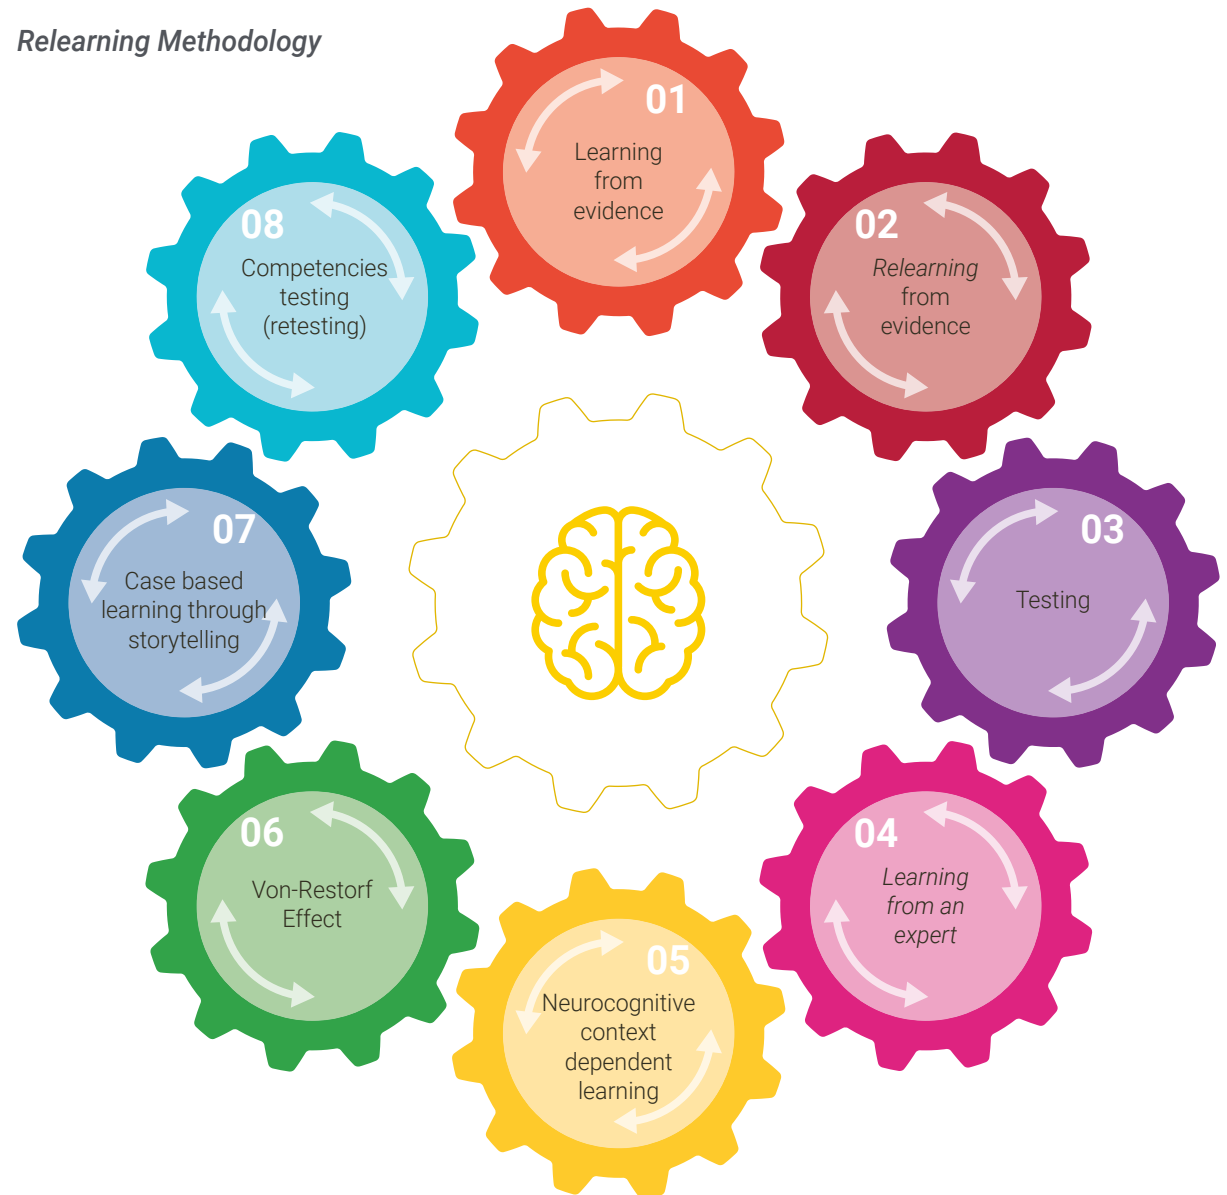 Relearning Methodology
01
Learning
from
evidence
02
Relearning
from
evidence
03
Testing
04
Learning
from an
expert
05
Neurocognitive
context
dependent
learning
06
Von-Restorf
Effect
07
Case based
learning through
storytelling
08
Competencies
testing
(retesting)